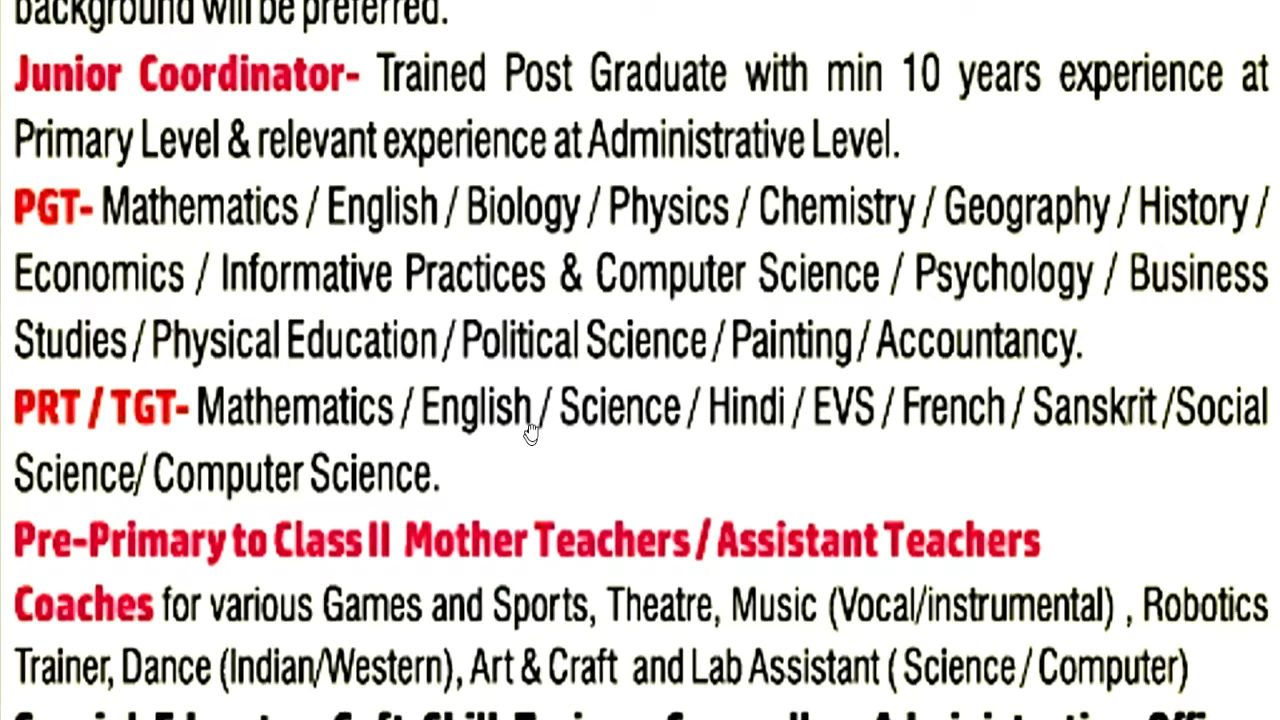 background will be preferred.
Junior Coordinator- Trained Post Graduate with min 10 years experience at
Primary Level & relevant experience at Administrative Level.
PGT- Mathematics / English / Biology / Physics / Chemistry / Geography / History /
Economics / Informative Practices & Computer Science / Psychology / Business
Studies / Physical Education / Political Science / Painting / Accountancy.
PRT / TGT- Mathematics / English / Science / Hindi / EVS / French / Sanskrit /Social
Science/ Computer Science.
Pre-Primary to Class II Mother Teachers / Assistant Teachers
Coaches for various Games and Sports, Theatre, Music (Vocal/instrumental) , Robotics
Trainer, Dance (Indian/Western), Art & Craft and Lab Assistant ( Science / Computer)